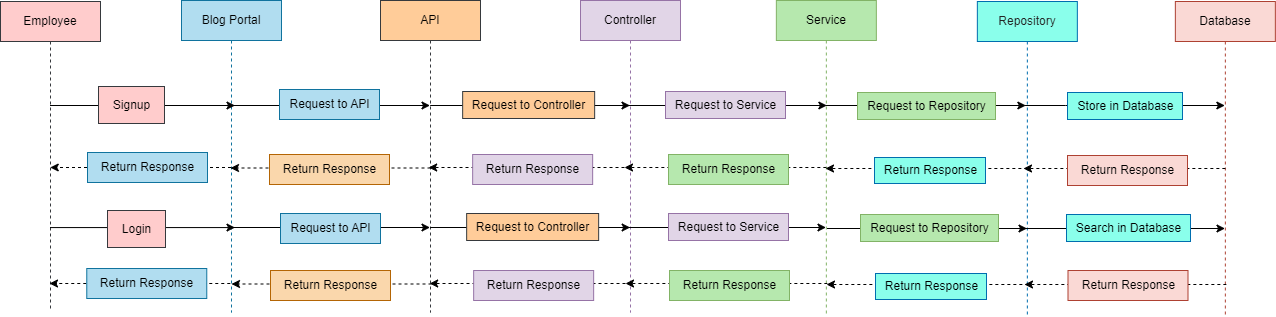 Employee
Blog Portal
API
Controller
Service
Repository
Database
Signup
Request to API
Request to Controller
Request to Service
Request to Repository
Store in Database
Return Response
Return Response
Return Response
Return Response
Return Response
Return Response
Login
Request to API
Request to Controller
Request to Service
Request to Repository
Search in Database
Return Response
Return Response
Return Response
Return Response
Return Response
Return Response